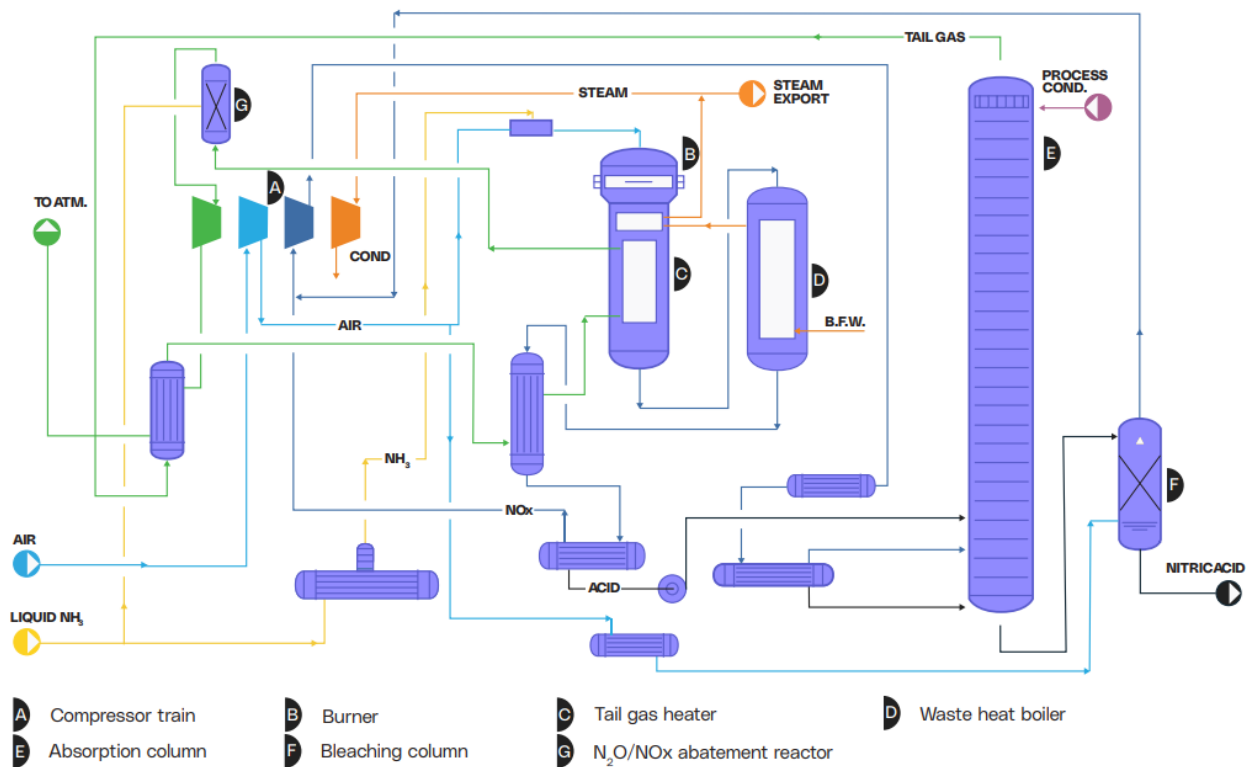 TAIL GAS
PROCESS
COND.
STEAM
STEAM
EXPORT
G
B
E
A
TO ATM.
COND
C
D
AIR
B.F.W.
NH₃
F
NOx
AIR
ACID
NITRIC ACID
LIQUID NH₃
A Compressor train
B Burner
C Tail gas heater
D Waste heat boiler
E Absorption column
F Bleaching column
G N₂O/NOx abatement reactor